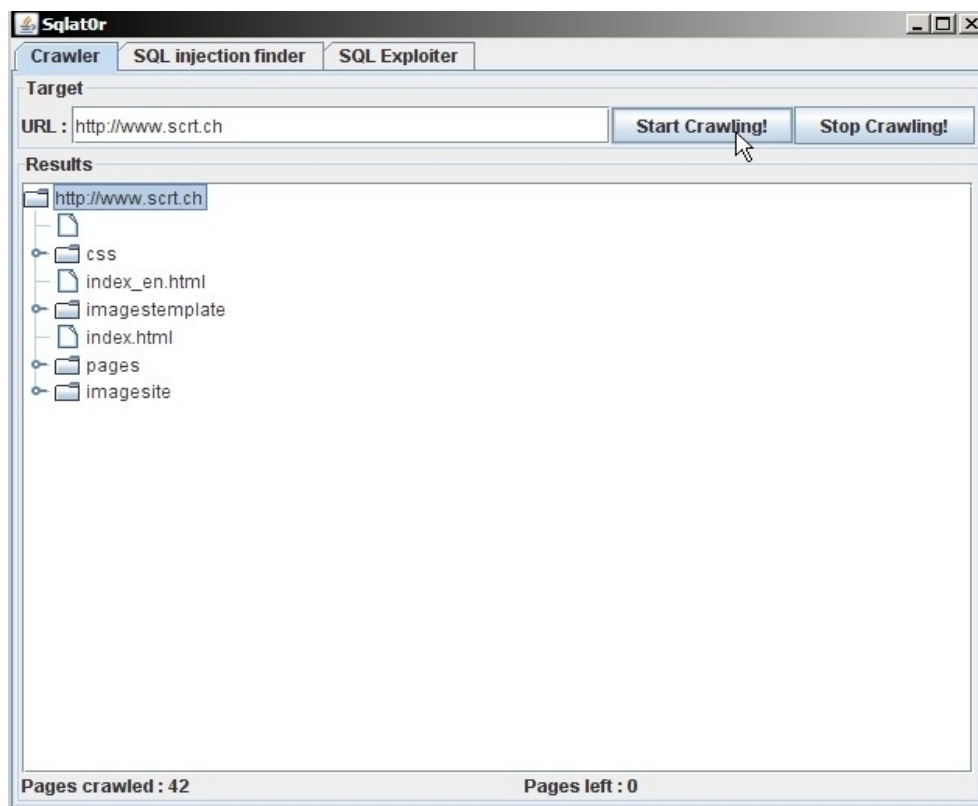 Sqlat0r
Crawler SQL injection finder SQL Exploiter
Target
URL : http://www.scrt.ch Start Crawling! Stop Crawling!
Results
http://www.scrt.ch
css
index_en.html
imagestemplate
index.html
pages
imagesite
Pages crawled : 42 Pages left : 0